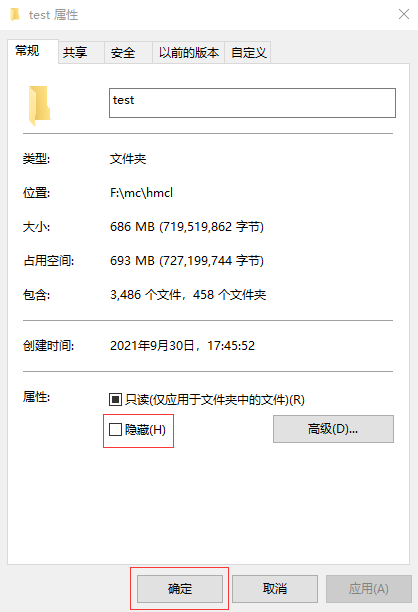 test 属性
常规 共享 安全 以前的版本 自定义
test
类型: 文件夹
位置: F:\mc\hmcl
大小: 686 MB (719,519,862 字节)
占用空间: 693 MB (727,199,744 字节)
包含: 3,486 个文件，458 个文件夹
创建时间: 2021年9月30日，17:45:52
属性: 只读(仅应用于文件夹中的文件)(R)
隐藏(H) 高级(D)...
确定 取消 应用(A)